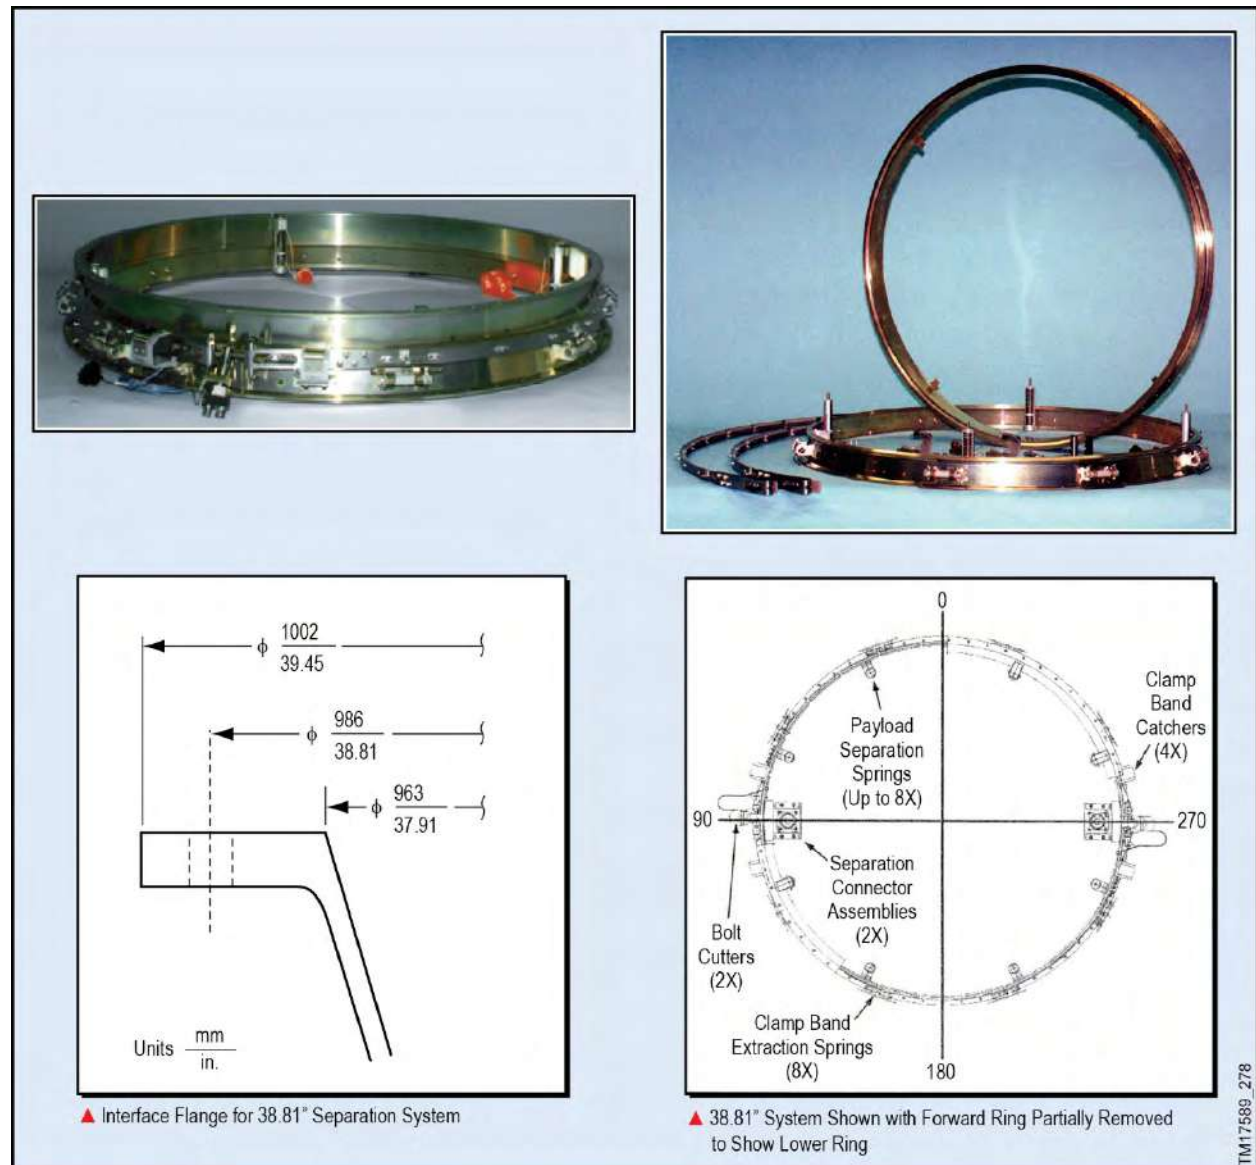 ϕ 1002
39.45
ϕ 986
38.81
ϕ 963
37.91
Units mm
in.
▲ Interface Flange for 38.81" Separation System
0
Clamp
Band
Catchers
(4X)
Payload
Separation
Springs
(Up to 8X)
90
270
Separation
Connector
Assemblies
(2X)
Bolt
Cutters
(2X)
Clamp Band
Extraction Springs
(8X)
180
▲ 38.81" System Shown with Forward Ring Partially Removed
to Show Lower Ring
TM17589_278